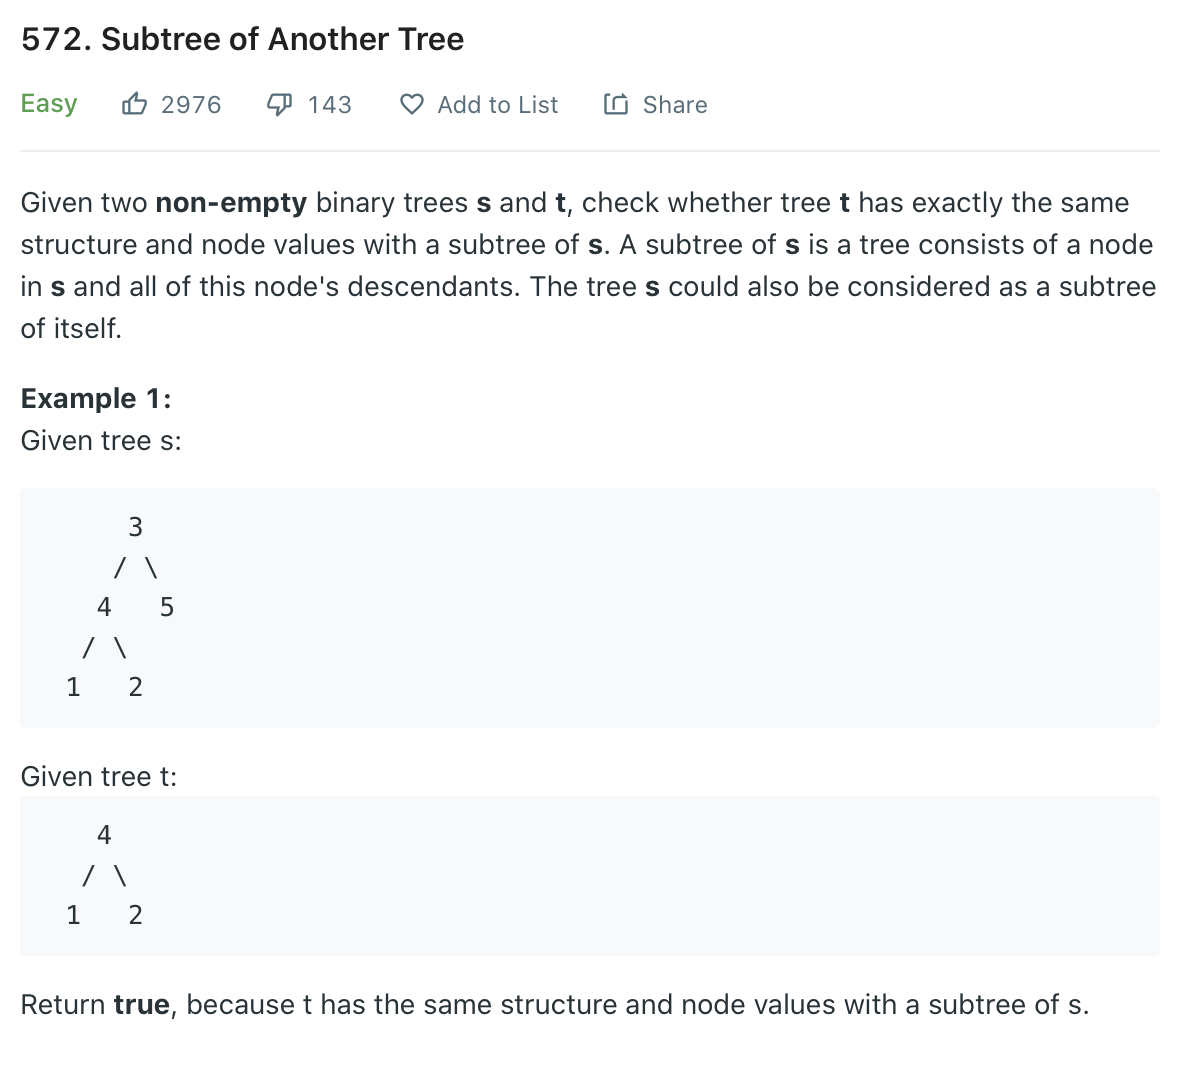 572. Subtree of Another Tree
Easy 2976 143 Add to List Share
Given two non-empty binary trees s and t, check whether tree t has exactly the same
structure and node values with a subtree of s. A subtree of s is a tree consists of a node
in s and all of this node's descendants. The tree s could also be considered as a subtree
of itself.
Example 1:
Given tree s:
3
/ \
4 5
/ \
1 2
Given tree t:
4
/ \
1 2
Return true, because t has the same structure and node values with a subtree of s.